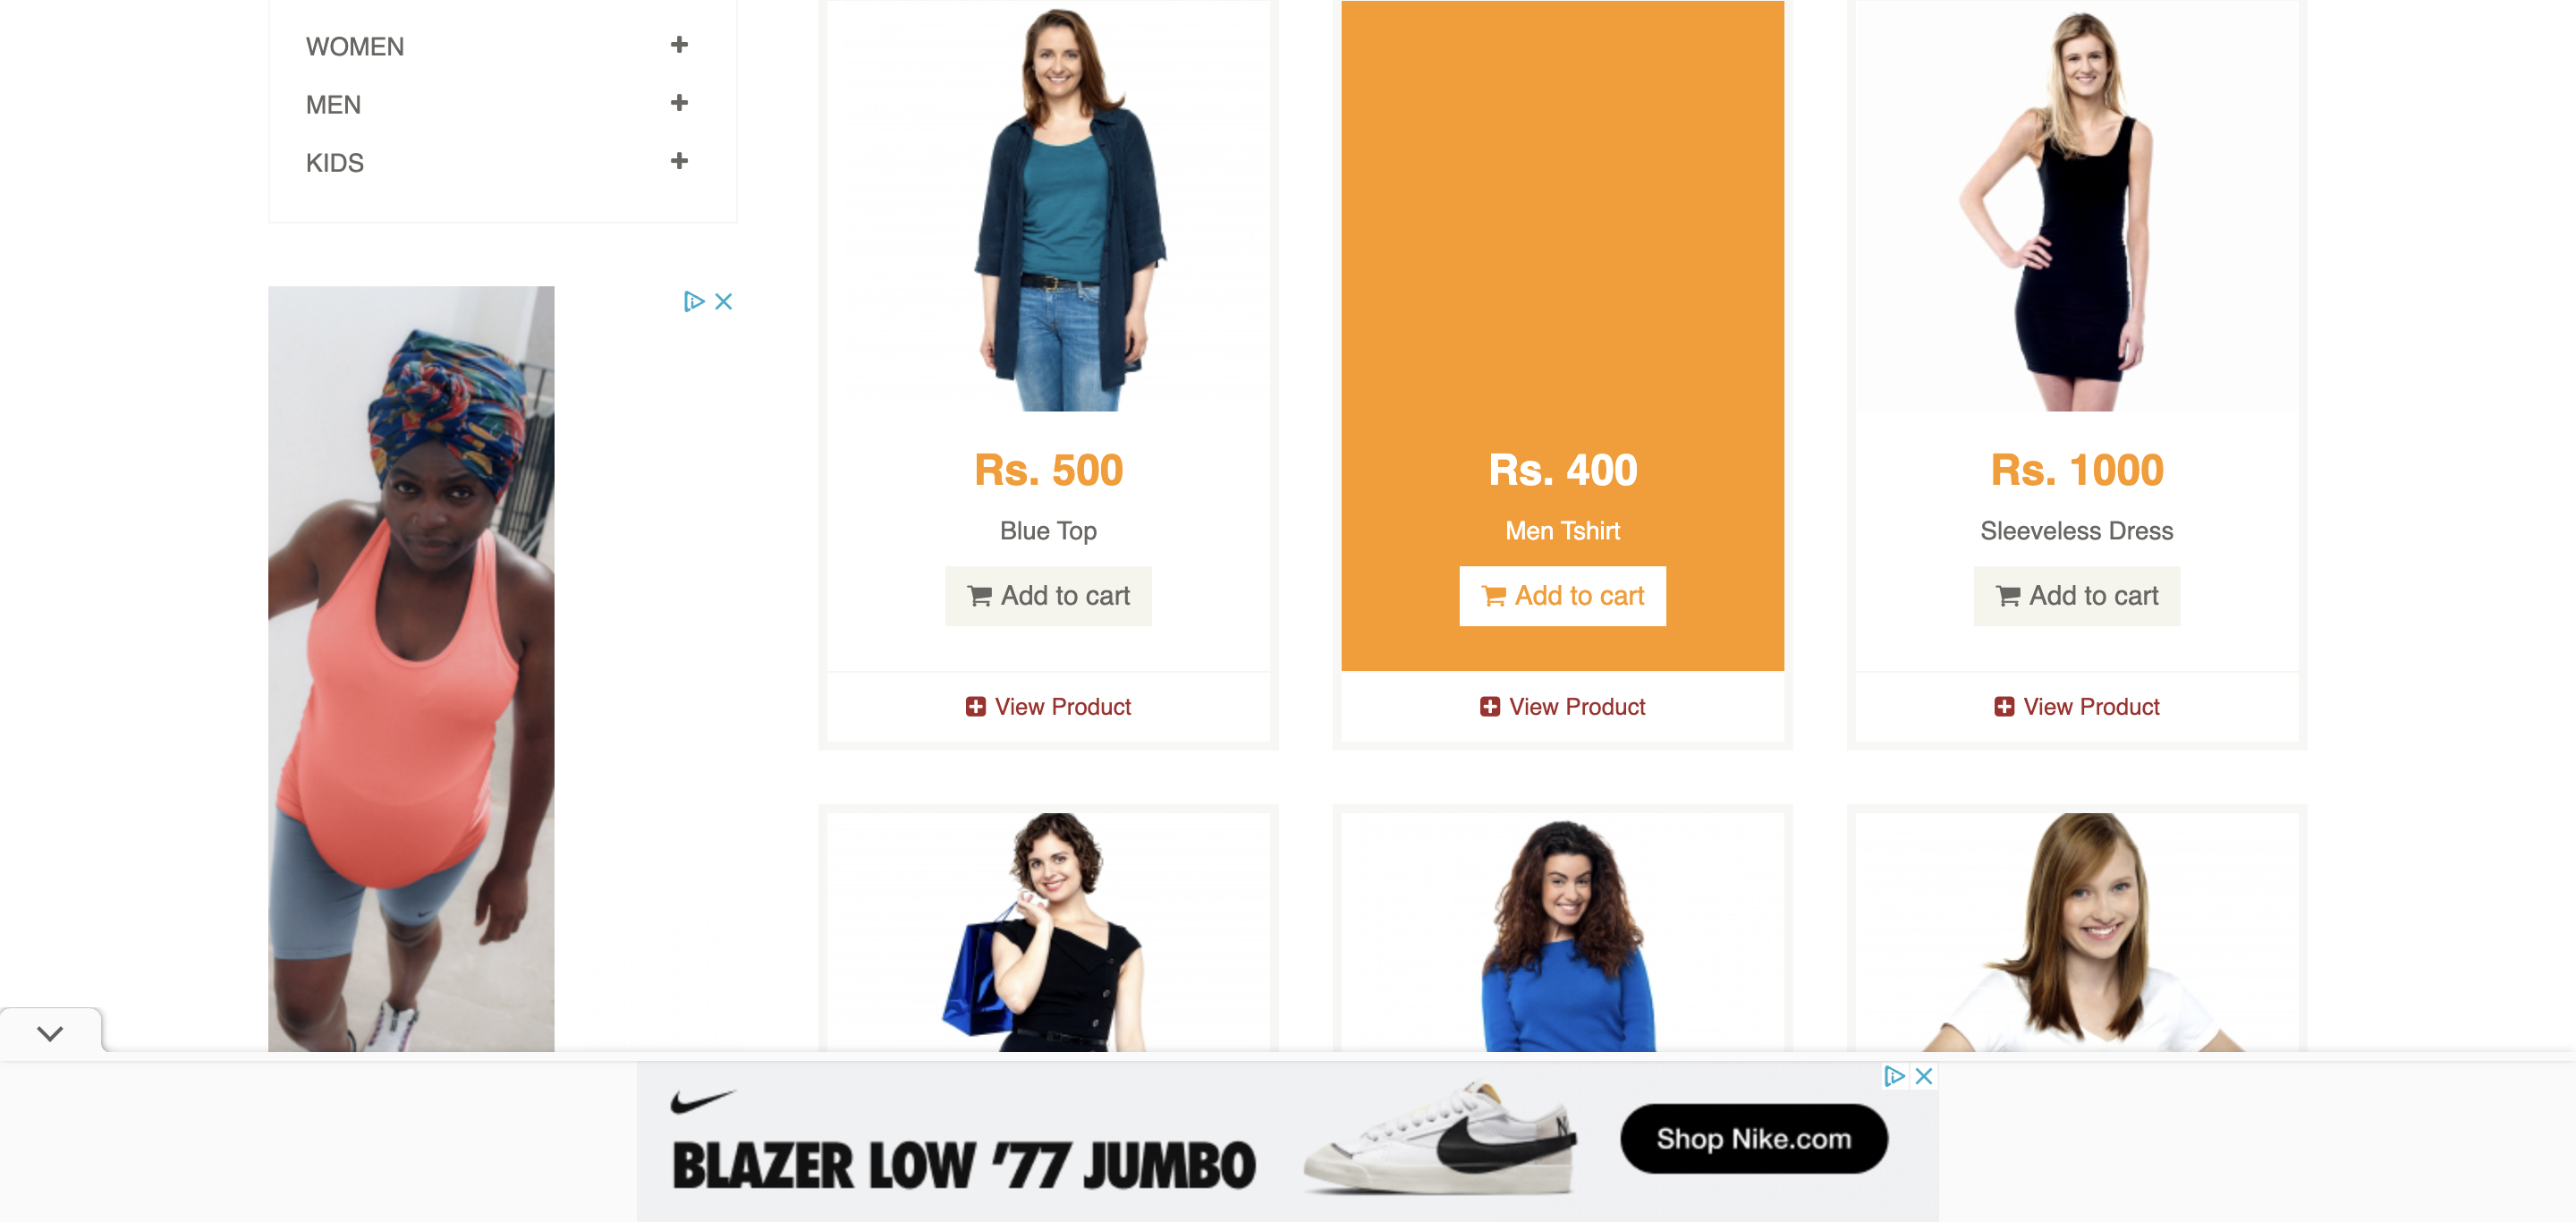 WOMEN
MEN
KIDS
Rs. 500
Blue Top
Add to cart
View Product
Rs. 400
Men Tshirt
Add to cart
View Product
Rs. 1000
Sleeveless Dress
Add to cart
View Product
BLAZER LOW '77 JUMBO
Shop Nike.com